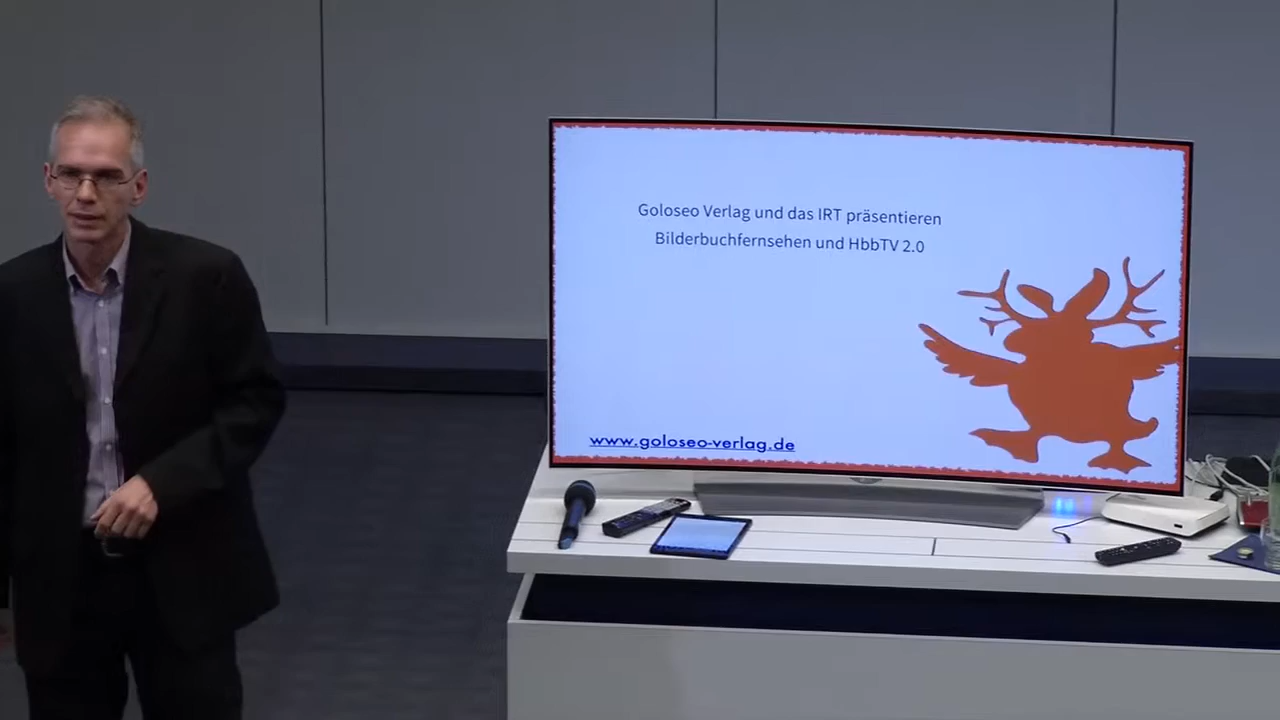 Goloseo Verlag und das IRT präsentieren
Bilderbuchfernsehen und HbbTV 2.0
www.goloseo-verlag.de